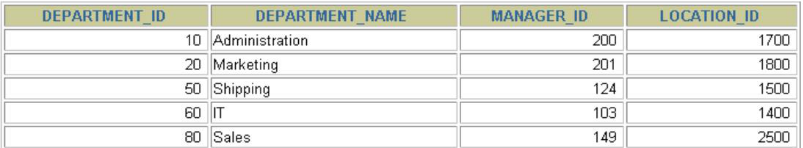 DEPARTMENT_ID DEPARTMENT_NAME MANAGER_ID LOCATION_ID
10 Administration 200 1700
20 Marketing 201 1800
50 Shipping 124 1500
60 IT 103 1400
80 Sales 149 2500